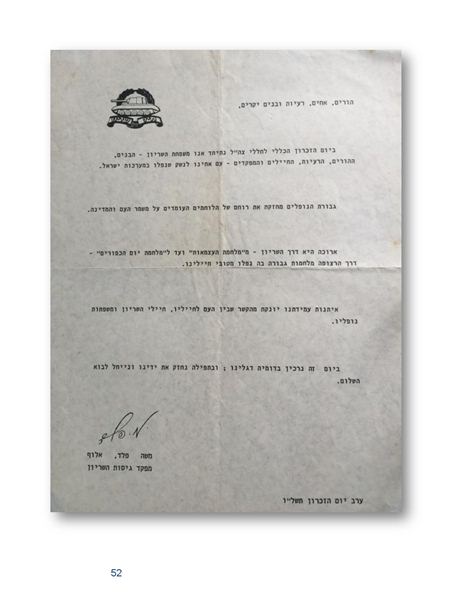 הורים, אחים, רעיות ובנים יקרים,
ביום הזכרון הכללי לחללי צה"ל נתיחד אנו משפחת השריון - הבנים,
ההורים, הרעיות, החיילים והמפקדים - עם אחינו לנשק שנפלו במערכות ישראל.
גבורת הנופלים מחזקת את רוחם של הלוחמים העומדים על משמר העם והמדינה.
ארוכה היא דרך השריון - מ"מלחמת העצמאות" ועד ל"מלחמת יום הכפורים" -
דרך הרצופה מלחמות גבורה בה נפלו מטובי חיילינו.
איתנות עמידתנו יונקת מהקשר שבין העם לחייליו, חיילי השריון ומשפחות
נופליו.
ביום זה נרכין בדומיה דגלינו ; ובתפילה נחזק את ידינו ונייחל לבוא
השלום.
משה פלד, אלוף
מפקד גיסות השריון
ערב יום הזכרון תשל"ו
52